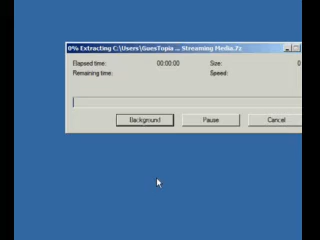 0% Extracting C:\Users\GuesTopia ... Streaming Media.7z
Elapsed time: 00:00:00 Size: 0
Remaining time: Speed:
Background Pause Cancel